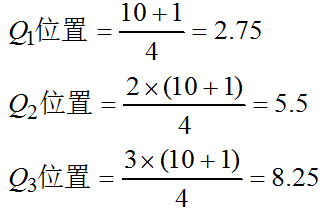 Q₁位置 = (10 + 1)/4 = 2.75
Q₂位置 = (2 × (10 + 1))/4 = 5.5
Q₃位置 = (3 × (10 + 1))/4 = 8.25